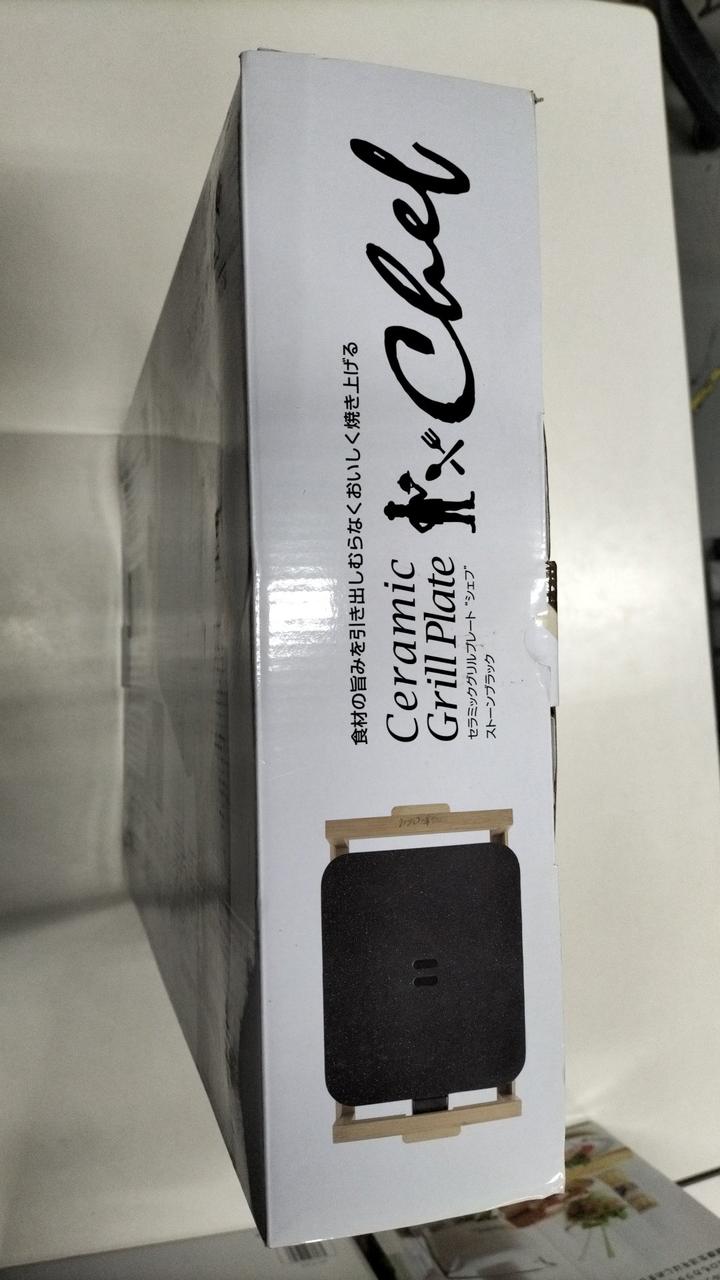 食材の旨みを引き出しむらなくおいしく焼き上げる
Ceramic
Grill Plate
Chef
セラミックグリルプレート "シェフ"
ストーンブラック